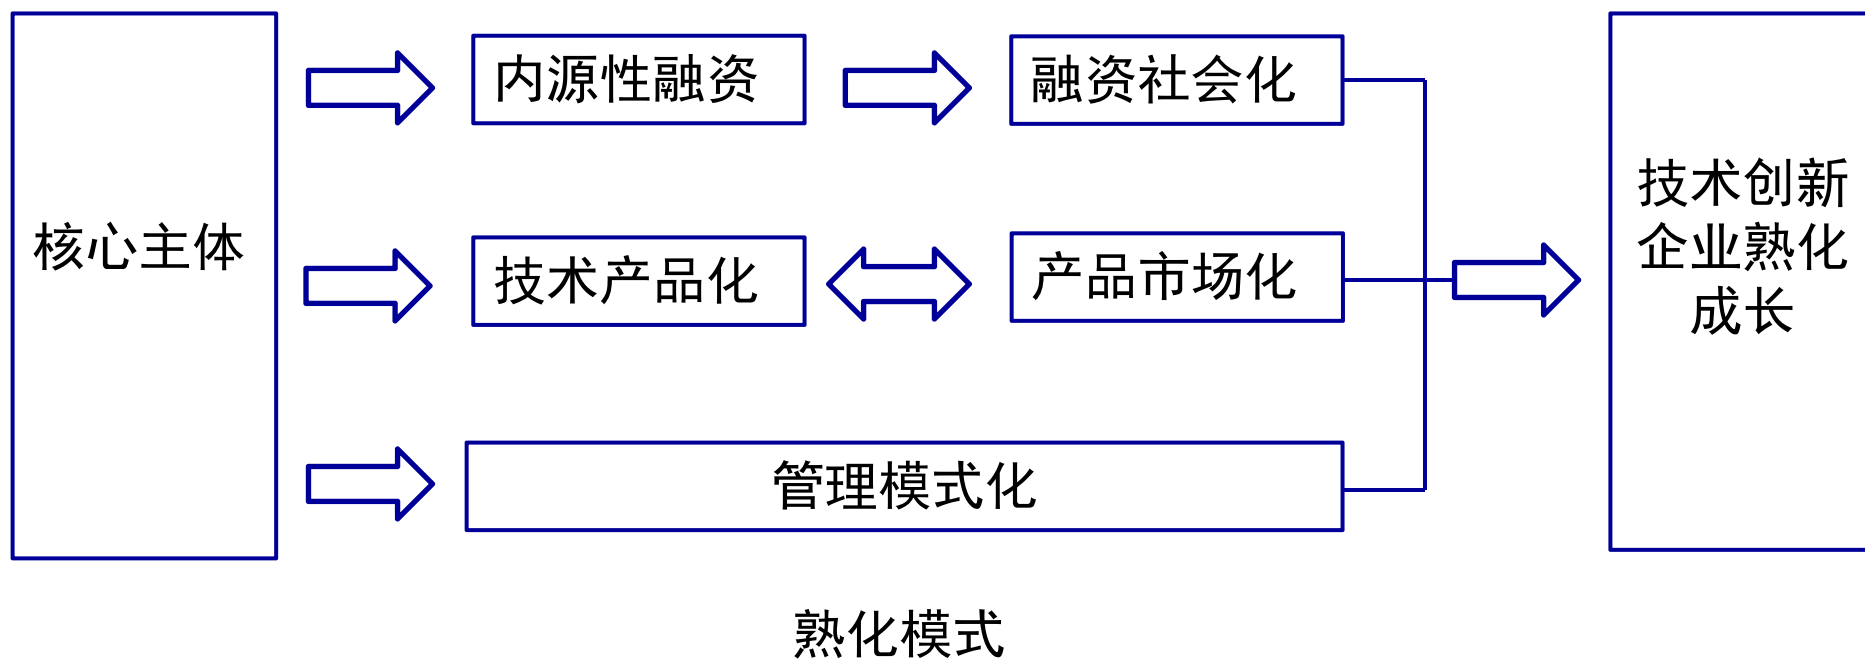 核心主体
内源性融资
融资社会化
技术产品化
产品市场化
管理模式化
技术创新
企业熟化
成长
熟化模式